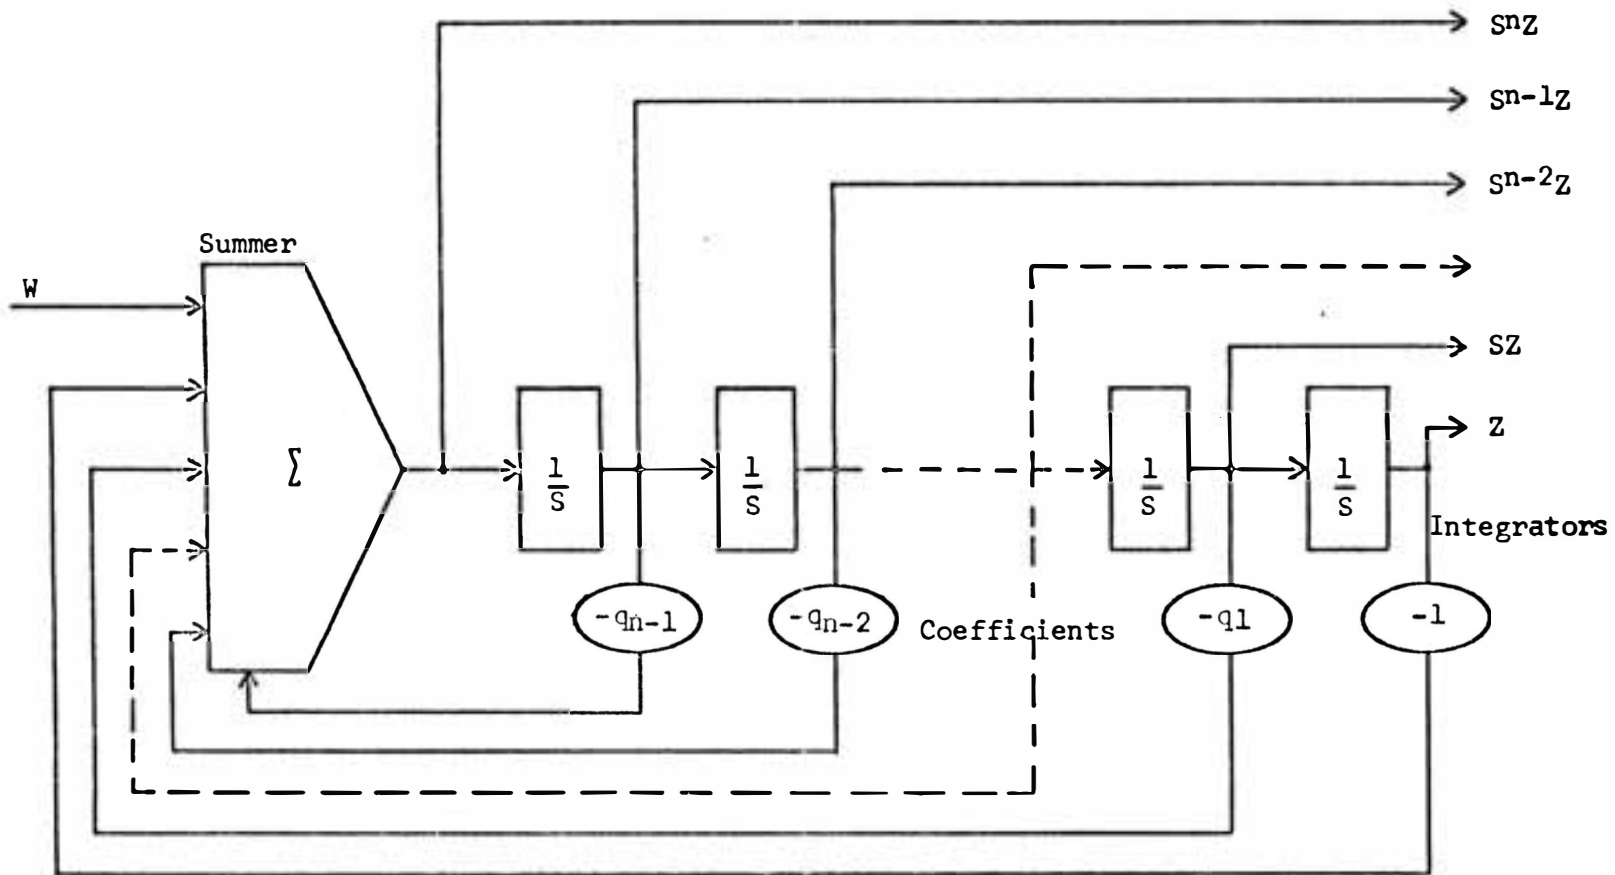 SⁿZ
Sⁿ⁻¹Z
Sⁿ⁻²Z
Summer
W
SZ
Z
∑
1
S
1
S
1
S
1
S
Integrators
-qₙ₋₁
-qₙ₋₂
Coefficients
-q1
-1